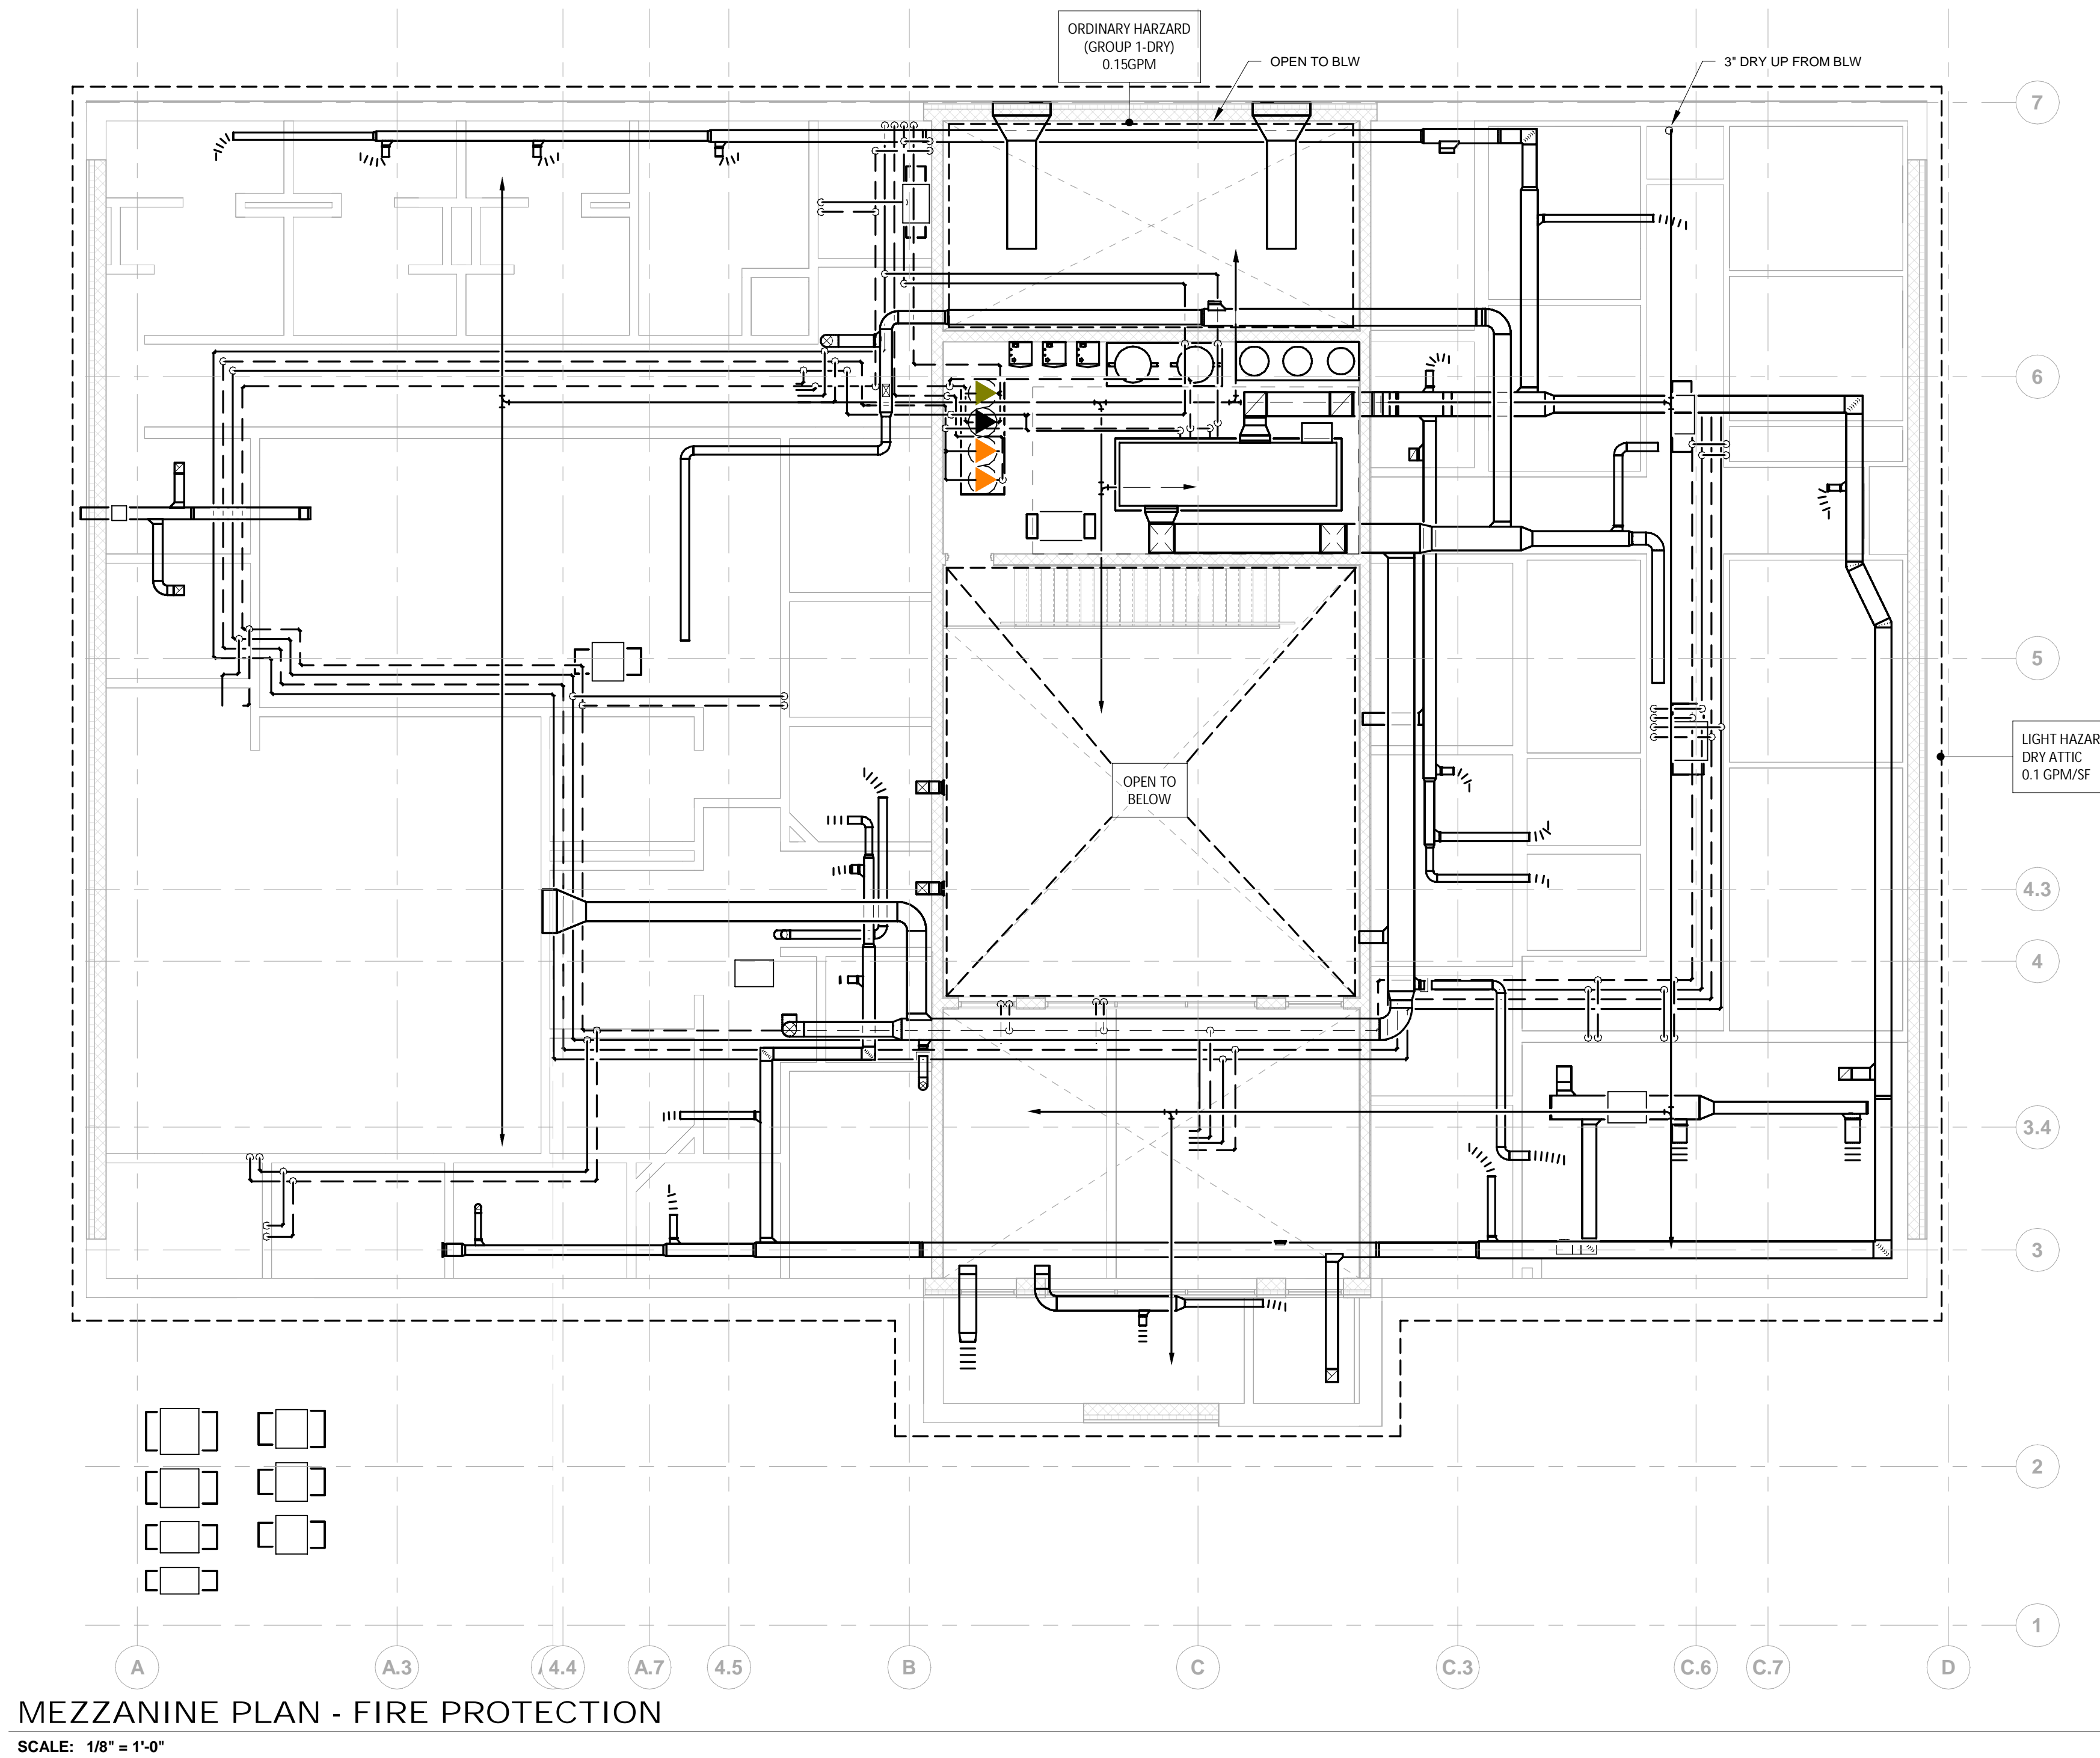 ORDINARY HARZARD
(GROUP 1-DRY)
0.15GPM
OPEN TO BLW
3" DRY UP FROM BLW
7
6
5
LIGHT HAZAR
DRY ATTIC
0.1 GPM/SF
OPEN TO
BELOW
4.3
4
3.4
3
2
1
A
A.3
4.4
A.7
4.5
B
C
C.3
C.6
C.7
D
MEZZANINE PLAN - FIRE PROTECTION
SCALE: 1/8" = 1'-0"